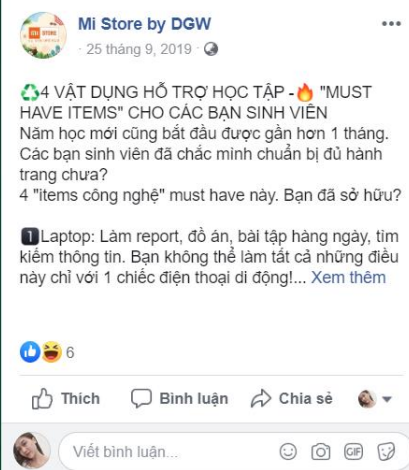 Mi Store by DGW
· 25 tháng 9, 2019 ·
♻️4 VẬT DỤNG HỖ TRỢ HỌC TẬP -🔥 "MUST
HAVE ITEMS" CHO CÁC BẠN SINH VIÊN
Năm học mới cũng bắt đầu được gần hơn 1 tháng.
Các bạn sinh viên đã chắc mình chuẩn bị đủ hành
trang chưa?
4 "items công nghệ" must have này. Bạn đã sở hữu?
1️⃣Laptop: Làm report, đồ án, bài tập hàng ngày, tìm
kiếm thông tin. Bạn không thể làm tất cả những điều
này chỉ với 1 chiếc điện thoại di động!... Xem thêm
6
Thích Bình luận Chia sẻ
Viết bình luận... GIF